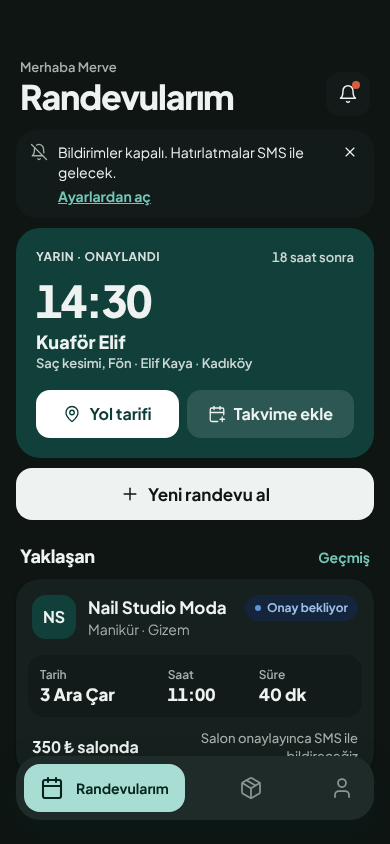 Merhaba Merve
Randevularım
Bildirimler kapalı. Hatırlatmalar SMS ile
gelecek.
Ayarlardan aç
YARIN · ONAYLANDI
18 saat sonra
14:30
Kuaför Elif
Saç kesimi, Fön · Elif Kaya · Kadıköy
Yol tarifi
Takvime ekle
Yeni randevu al
Yaklaşan
Geçmiş
NS
Nail Studio Moda
Onay bekliyor
Manikür · Gizem
Tarih
Saat
Süre
3 Ara Çar
11:00
40 dk
350 ₺ salonda
Salon onaylayınca SMS ile
bildireceğiz
Randevularım